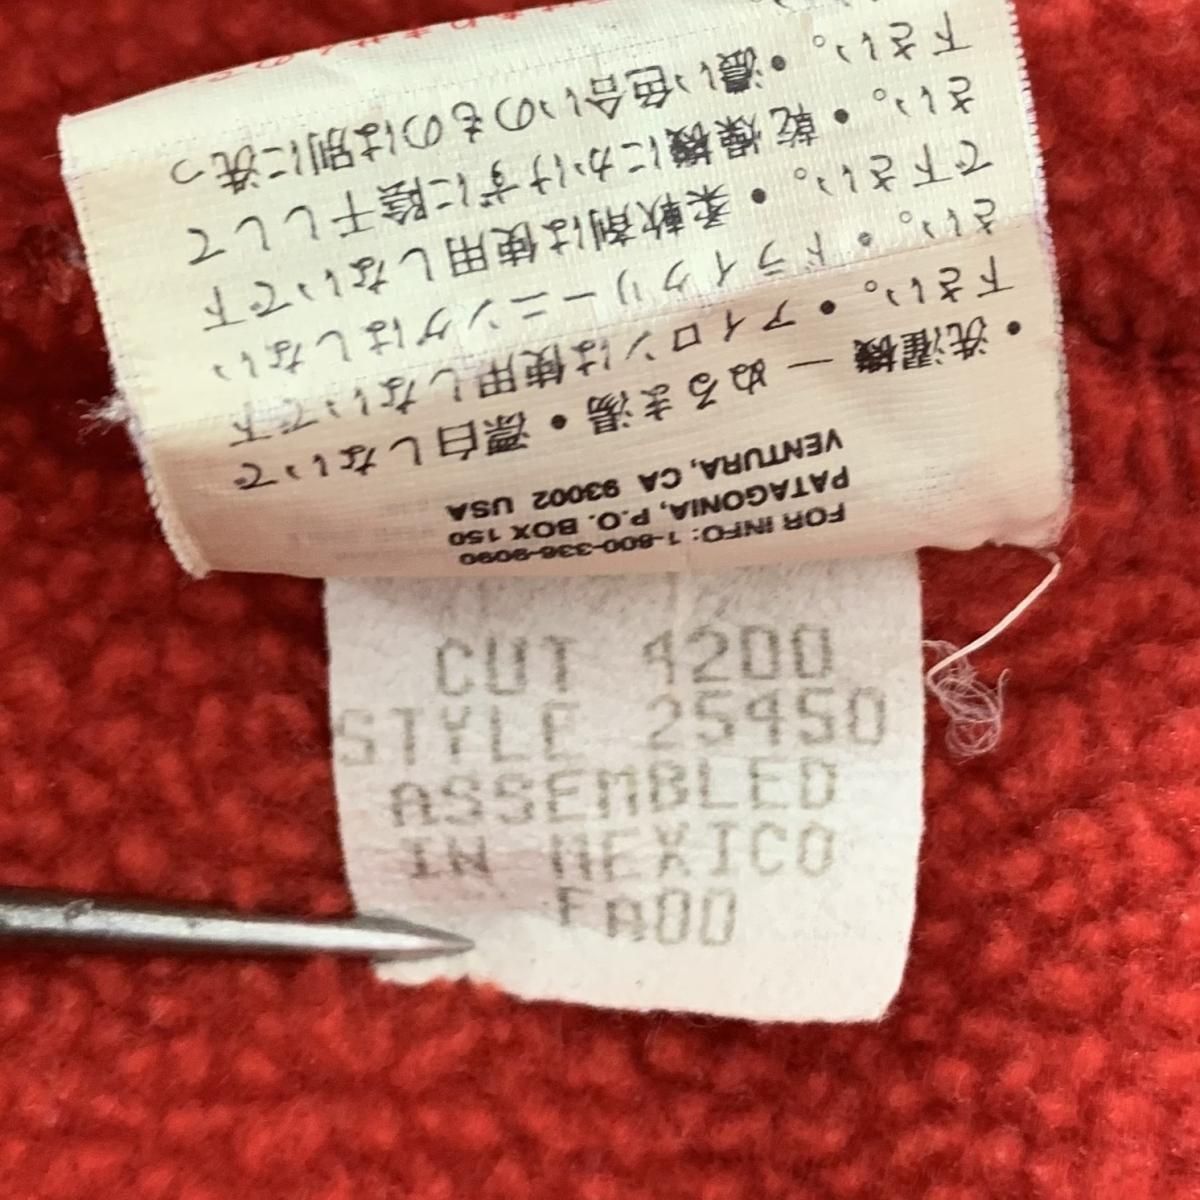 FOR INFO: 1-800-336-9090
PATAGONIA, P.O. BOX 150
VENTURA, CA 93002 USA
・洗濯機 — ぬるま湯・漂白しないで
下さい。・アイロンは使用しないで下
さい。・ドライクリーニングはしない
で下さい。・柔軟剤は使用しないで下
さい。・乾燥機にかけずに陰干しして
下さい。・濃い色合いのものは別に洗っ
CUT 4200
STYLE 25450
ASSEMBLED
IN MEXICO
FA00